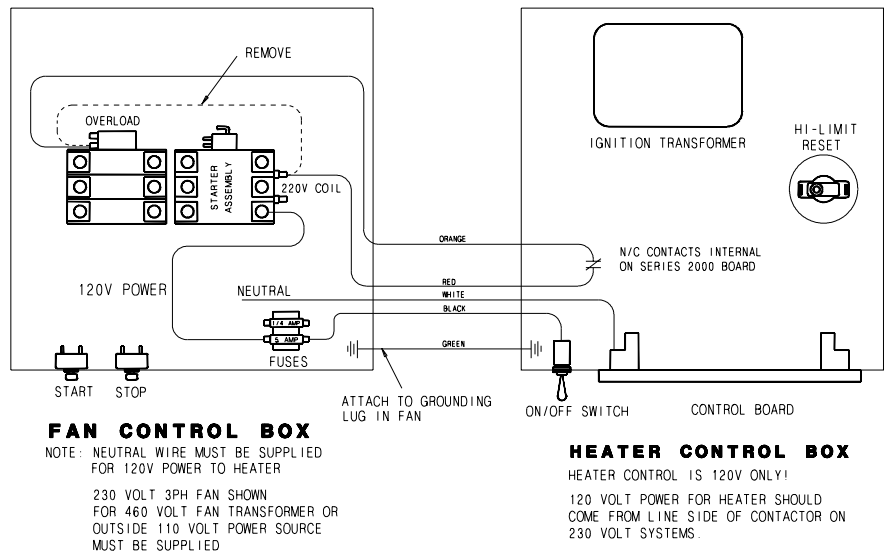 REMOVE
OVERLOAD
STARTER
ASSEMBLY
220V COIL
120V POWER
NEUTRAL
1/4 AMP
5 AMP
FUSES
START
STOP
ORANGE
RED
WHITE
BLACK
GREEN
ATTACH TO GROUNDING
LUG IN FAN
IGNITION TRANSFORMER
HI-LIMIT
RESET
N/C CONTACTS INTERNAL
ON SERIES 2000 BOARD
ON/OFF SWITCH
CONTROL BOARD
FAN CONTROL BOX
NOTE: NEUTRAL WIRE MUST BE SUPPLIED
FOR 120V POWER TO HEATER
230 VOLT 3PH FAN SHOWN
FOR 460 VOLT FAN TRANSFORMER OR
OUTSIDE 110 VOLT POWER SOURCE
MUST BE SUPPLIED
HEATER CONTROL BOX
HEATER CONTROL IS 120V ONLY!
120 VOLT POWER FOR HEATER SHOULD
COME FROM LINE SIDE OF CONTACTOR ON
230 VOLT SYSTEMS.